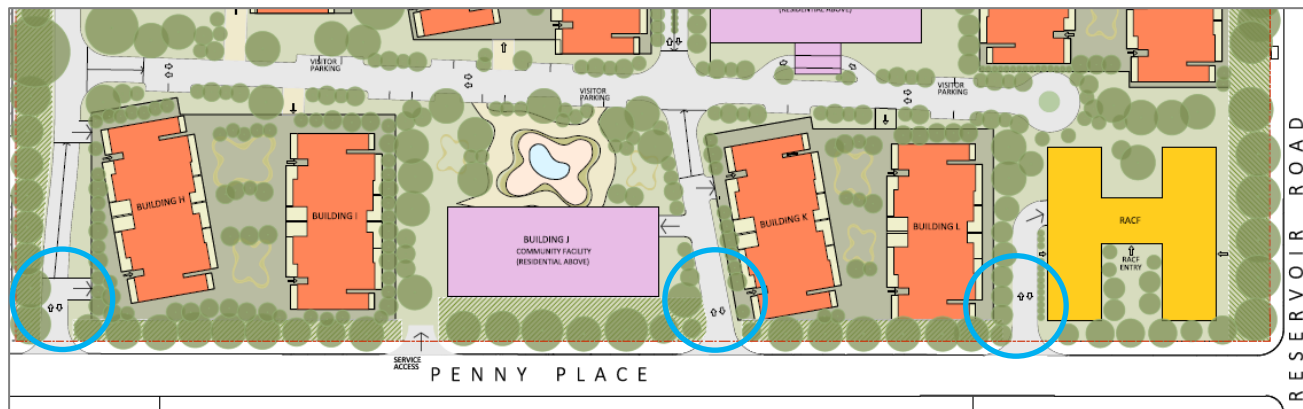 (RESIDENTIAL ABOVE)
VISITOR
PARKING
VISITOR
PARKING
VISITOR
PARKING
BUILDING H
BUILDING I
BUILDING J
COMMUNITY FACILITY
(RESIDENTIAL ABOVE)
BUILDING K
BUILDING L
RACF
RACF
ENTRY
SERVICE
ACCESS
PENNY PLACE
RESERVOIR ROAD